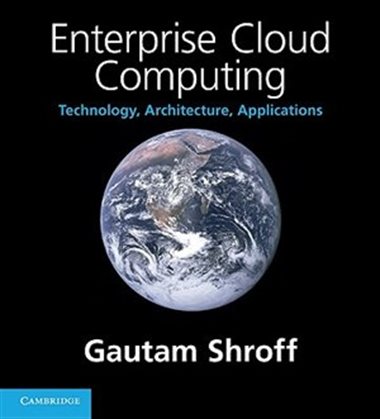 Enterprise Cloud
Computing
Technology, Architecture, Applications
Gautam Shroff
CAMBRIDGE